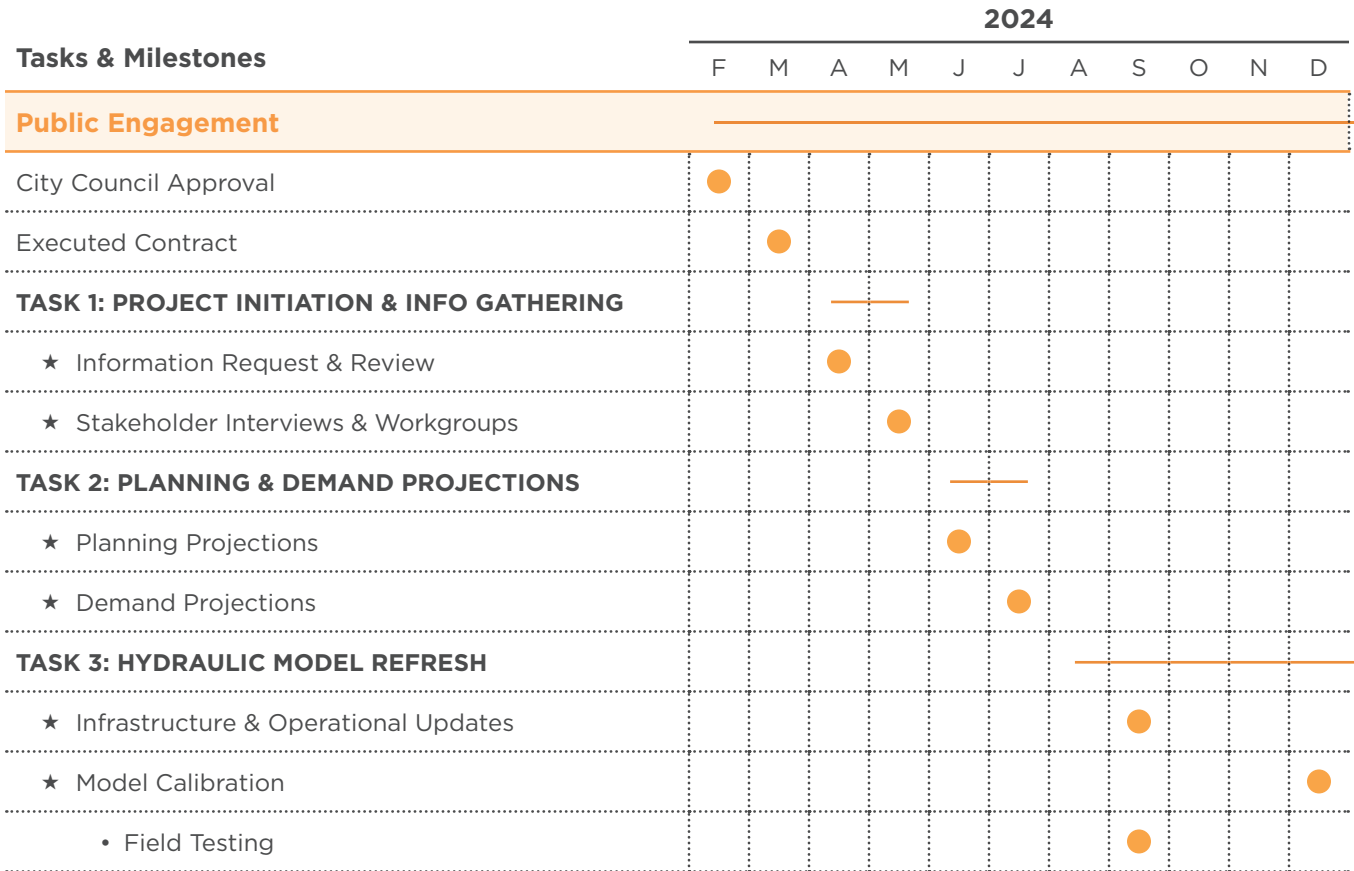 2024
Tasks & Milestones
F M A M J J A S O N D
Public Engagement
City Council Approval
Executed Contract
TASK 1: PROJECT INITIATION & INFO GATHERING
★ Information Request & Review
★ Stakeholder Interviews & Workgroups
TASK 2: PLANNING & DEMAND PROJECTIONS
★ Planning Projections
★ Demand Projections
TASK 3: HYDRAULIC MODEL REFRESH
★ Infrastructure & Operational Updates
★ Model Calibration
• Field Testing